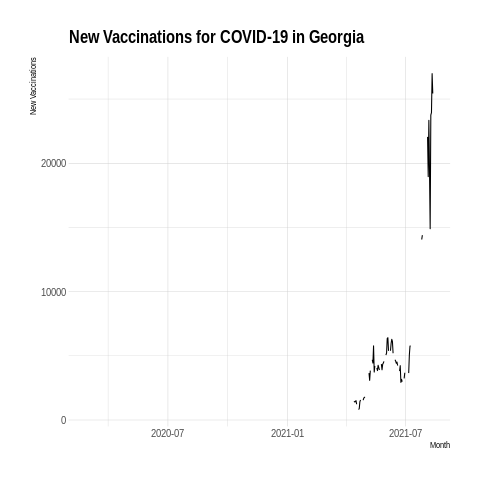 New Vaccinations for COVID-19 in Georgia
New Vaccinations
20000
10000
0
2020-07
2021-01
2021-07
Month